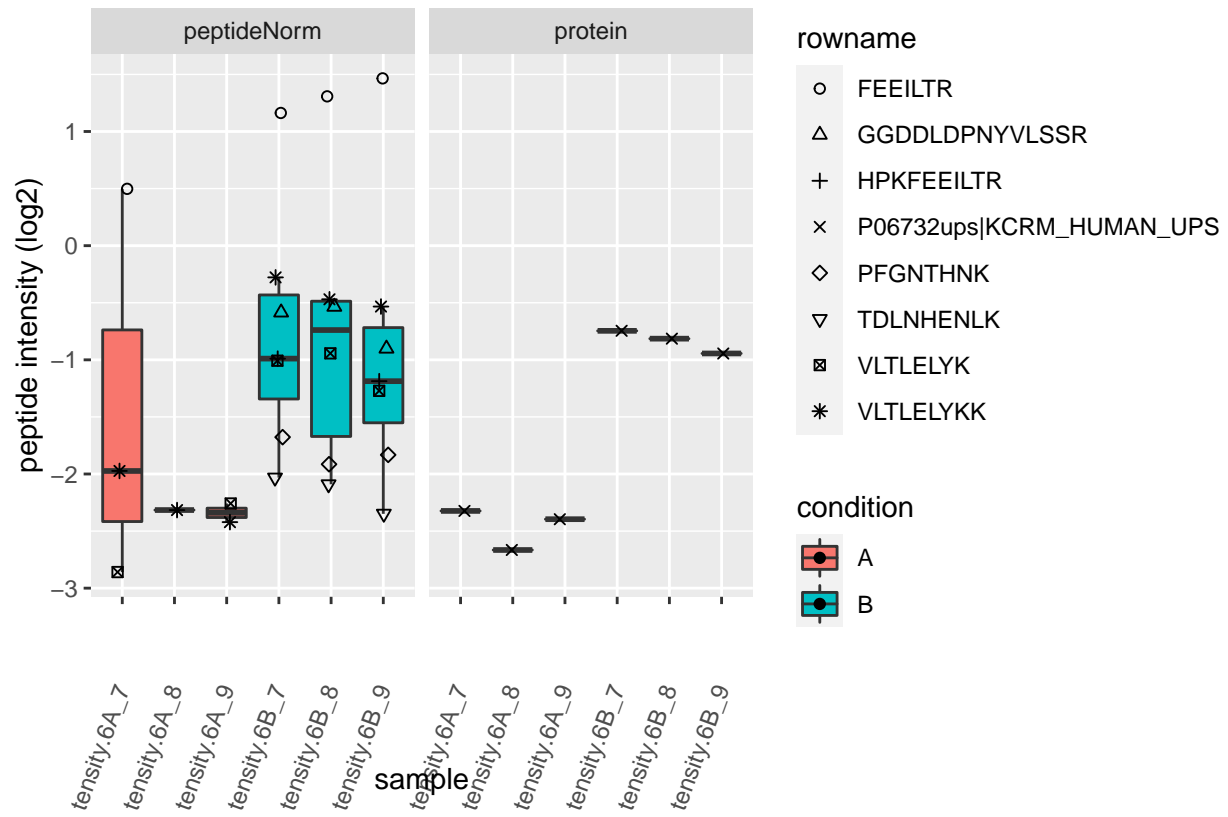 peptideNorm
protein
peptide intensity (log2)
1
0
−1
−2
−3
tensity.6A_7
tensity.6A_8
tensity.6A_9
tensity.6B_7
tensity.6B_8
tensity.6B_9
tensity.6A_7
tensity.6A_8
tensity.6A_9
tensity.6B_7
tensity.6B_8
tensity.6B_9
sample
rowname
FEEILTR
GGDDLDPNYVLSSR
HPKFEEILTR
P06732ups|KCRM_HUMAN_UPS
PFGNTHNK
TDLNHENLK
VLTLELYK
VLTLELYKK
condition
A
B